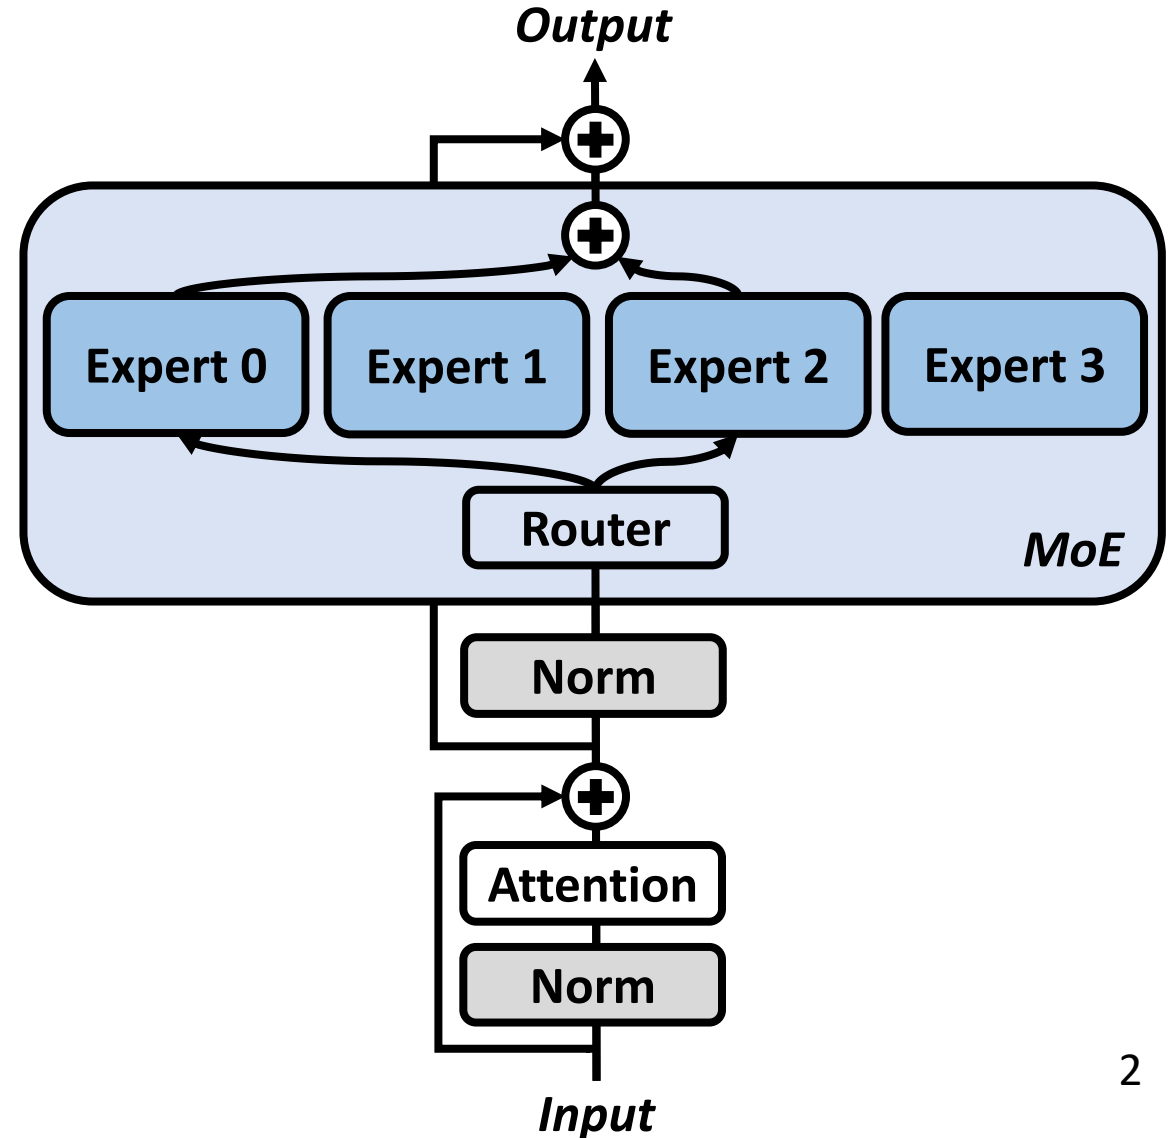 Output
Expert 0
Expert 1
Expert 2
Expert 3
Router
MoE
Norm
Attention
Norm
2
Input